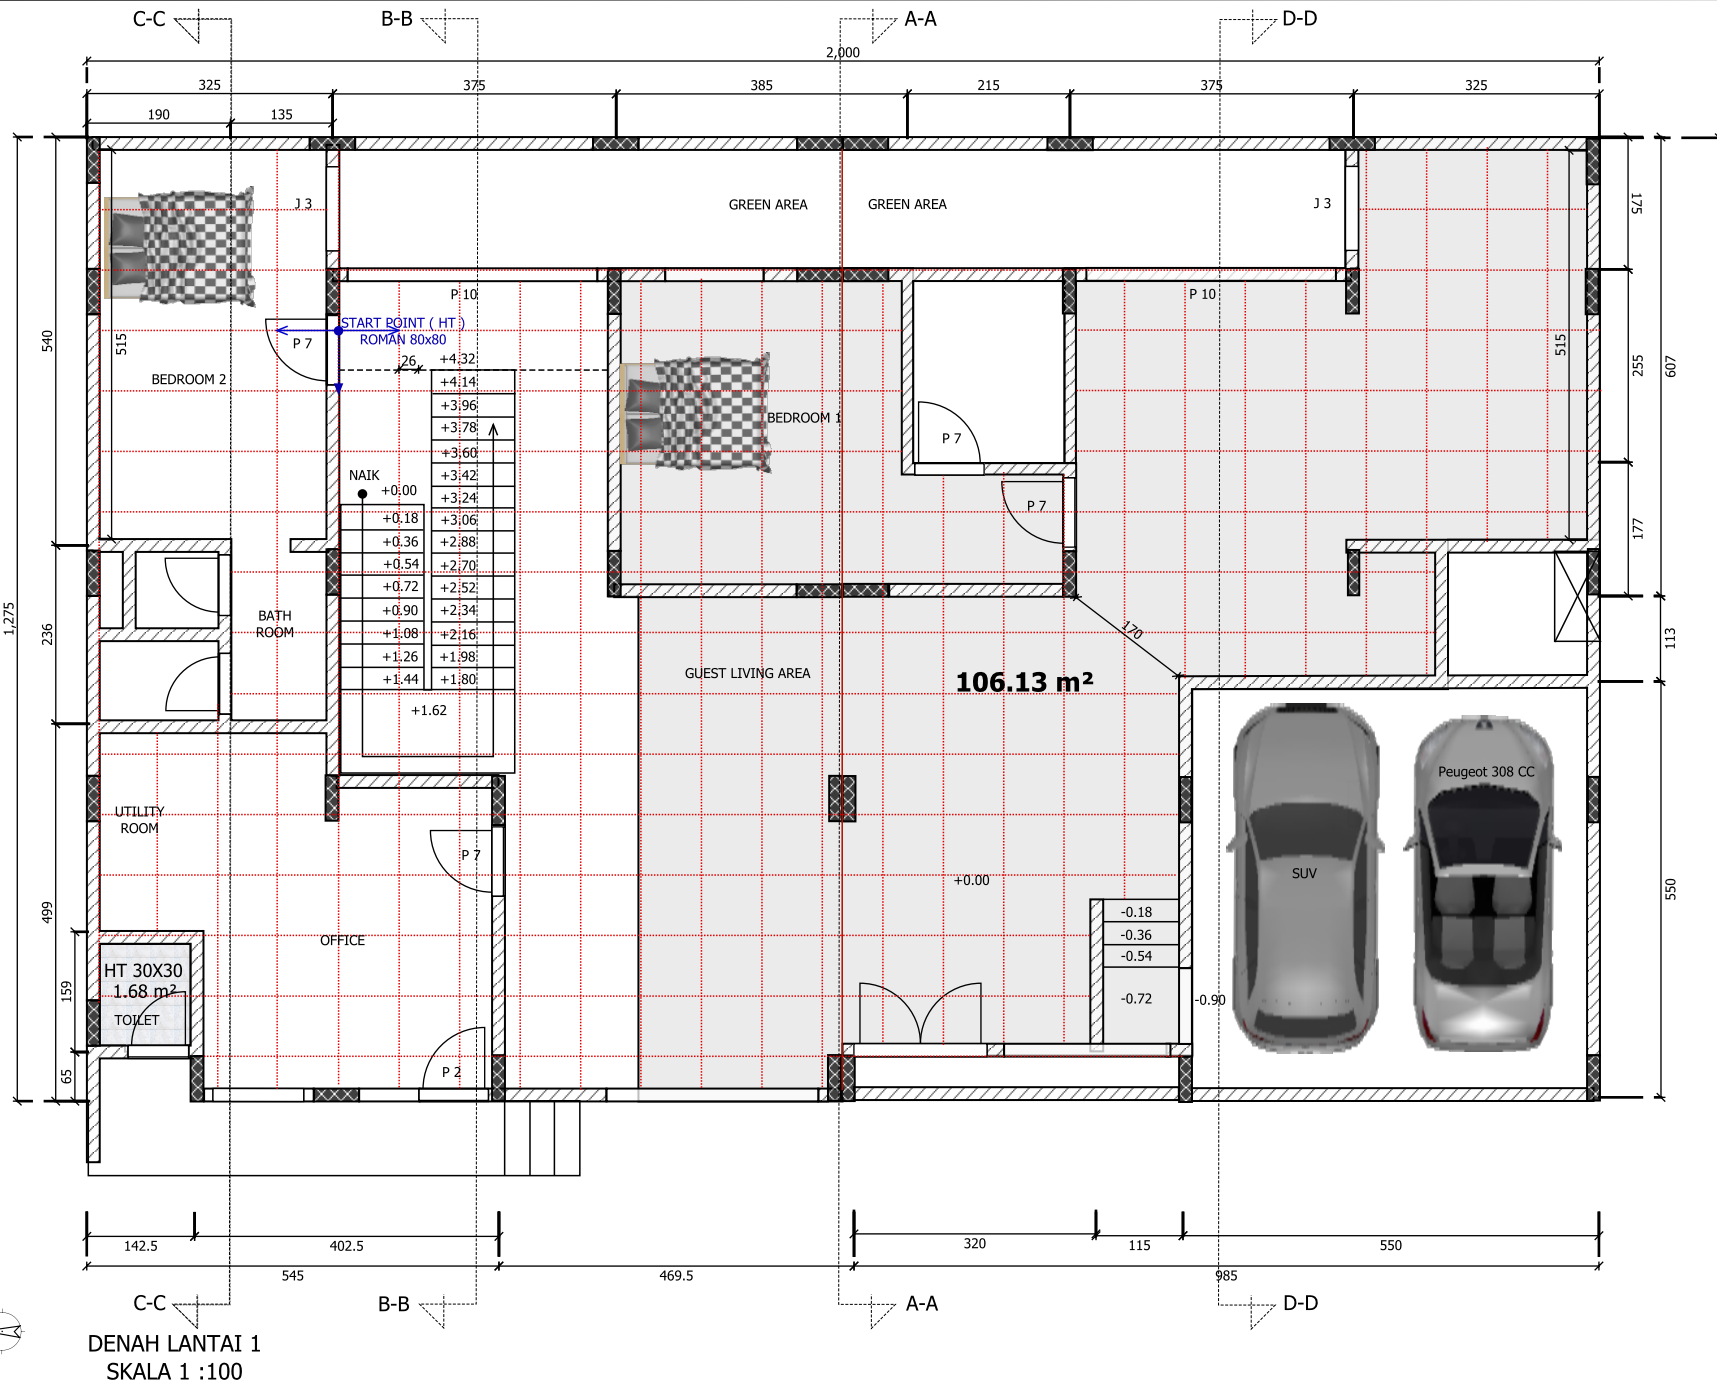 C-C
B-B
A-A
D-D
2,000
325
375
385
215
375
325
190
135
J 3
GREEN AREA
GREEN AREA
J 3
175
P 10
P 10
START POINT ( HT )
ROMAN 80x80
P 7
540
515
515
255
607
26
+4.32
BEDROOM 2
+4.14
+3.96
BEDROOM 1
+3.78
P 7
+3.60
NAIK
+3.42
+0.00
+3.24
P 7
+0.18
+3.06
177
+0.36
+2.88
+0.54
+2.70
+0.72
+2.52
1,275
BATH
ROOM
+0.90
+2.34
236
+1.08
+2.16
170
113
+1.26
+1.98
+1.44
+1.80
GUEST LIVING AREA
106.13 m²
+1.62
Peugeot 308 CC
UTILITY
ROOM
P 7
SUV
+0.00
550
499
-0.18
OFFICE
-0.36
-0.54
HT 30X30
1.68 m²
159
-0.72
-0.90
TOILET
P 2
65
142.5
402.5
320
115
550
545
469.5
985
C-C
B-B
A-A
D-D
DENAH LANTAI 1
SKALA 1 :100